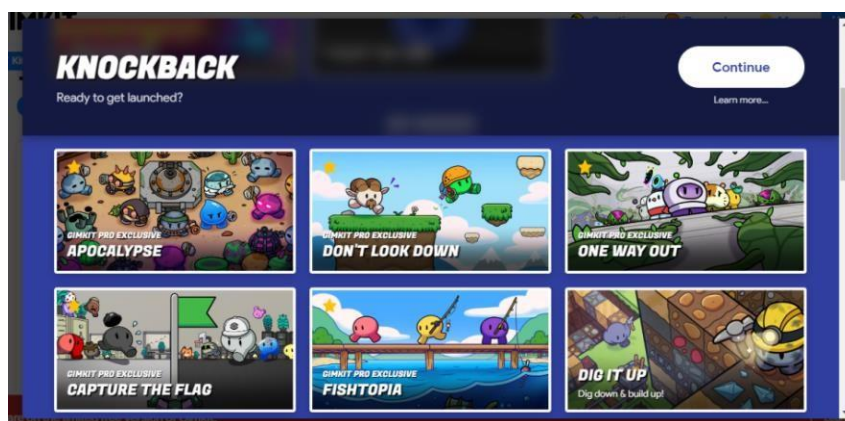 KNOCKBACK
Ready to get launched?
Continue
Learn more...
GIMKIT PRO EXCLUSIVE
APOCALYPSE
GIMKIT PRO EXCLUSIVE
DON'T LOOK DOWN
GIMKIT PRO EXCLUSIVE
ONE WAY OUT
GIMKIT PRO EXCLUSIVE
CAPTURE THE FLAG
GIMKIT PRO EXCLUSIVE
FISHTOPIA
DIG IT UP
Dig down & build up!